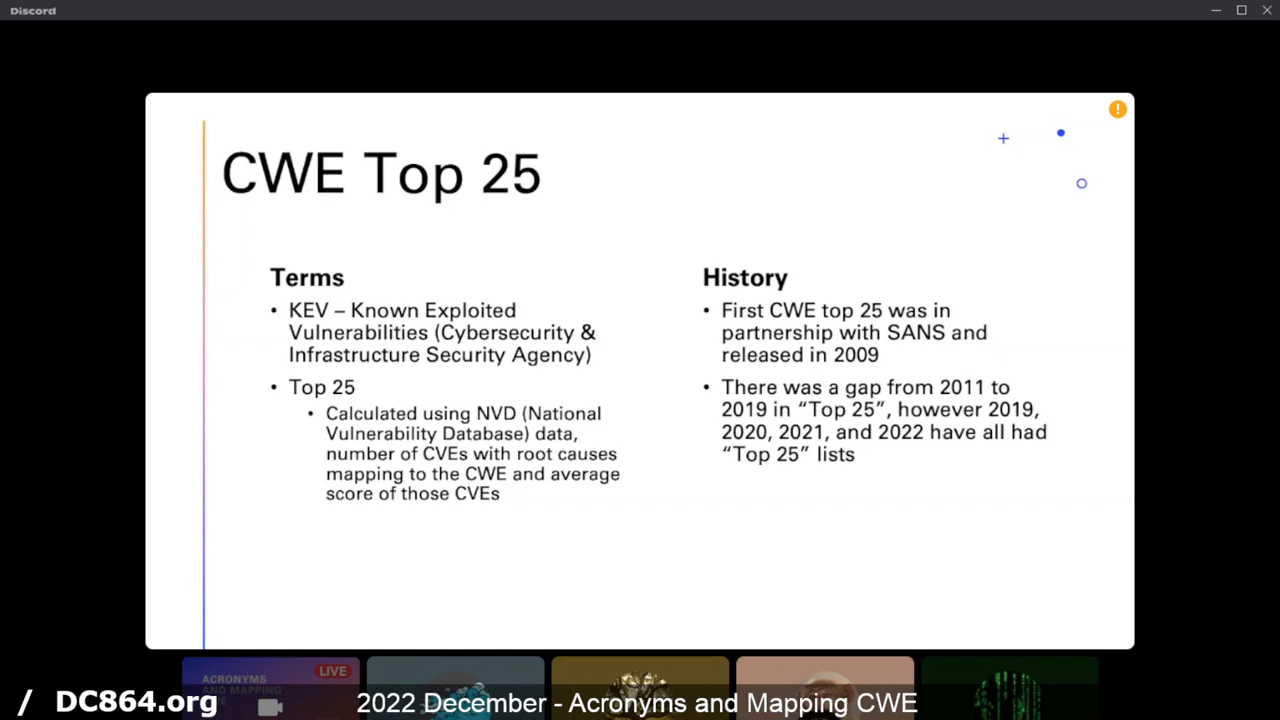 Discord
CWE Top 25
Terms
• KEV – Known Exploited
Vulnerabilities (Cybersecurity &
Infrastructure Security Agency)
• Top 25
• Calculated using NVD (National
Vulnerability Database) data,
number of CVEs with root causes
mapping to the CWE and average
score of those CVEs
History
• First CWE top 25 was in
partnership with SANS and
released in 2009
• There was a gap from 2011 to
2019 in “Top 25”, however 2019,
2020, 2021, and 2022 have all had
“Top 25” lists
LIVE
ACRONYMS
AND MAPPING -
/ DC864.org
2022 December - Acronyms and Mapping CWE